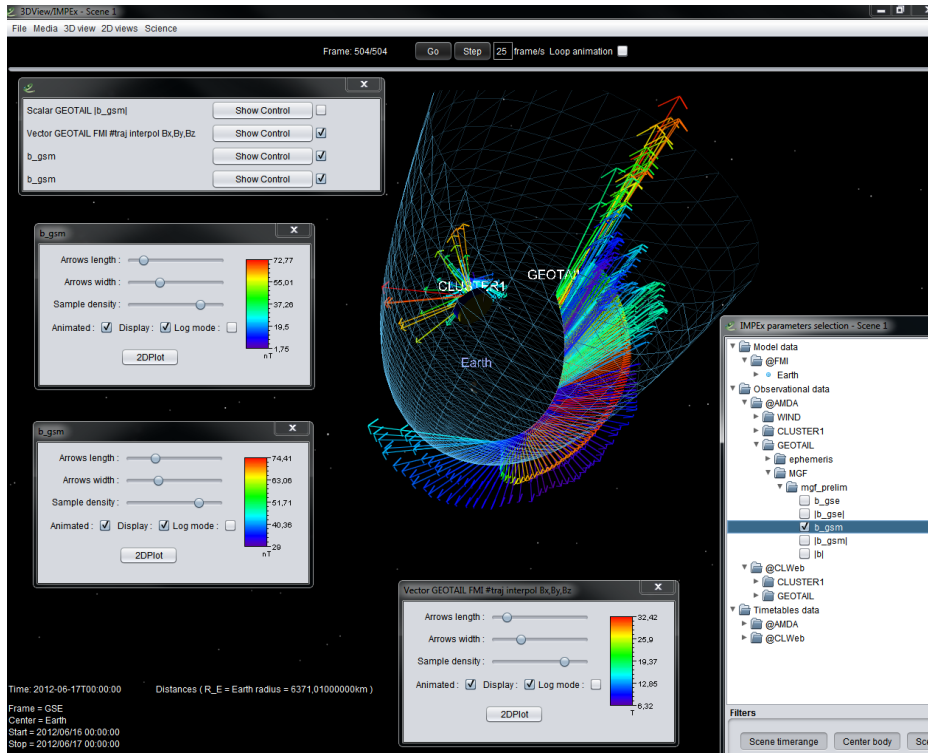 3DView/IMPEx - Scene 1
File Media 3D view 2D views Science
Frame: 504/504 Go Step 25 frame/s Loop animation
Scalar GEOTAIL |b_gsm| Show Control
Vector GEOTAIL FMI #traj interpol Bx,By,Bz Show Control
b_gsm Show Control
b_gsm Show Control
CLUSTER1
GEOTAIL
Earth
b_gsm
Arrows length :
Arrows width :
Sample density :
Animated : Display : Log mode :
2DPlot
72,77
55,01
37,26
19,5
1,75
nT
b_gsm
Arrows length :
Arrows width :
Sample density :
Animated : Display : Log mode :
2DPlot
74,41
63,06
51,71
40,36
29
nT
Vector GEOTAIL FMI #traj interpol Bx,By,Bz
Arrows length :
Arrows width :
Sample density :
Animated : Display : Log mode :
2DPlot
32,42
25,9
19,37
12,85
6,32
T
IMPEx parameters selection - Scene 1
Model data
@FMI
Earth
Observational data
@AMDA
WIND
CLUSTER1
GEOTAIL
ephemeris
MGF
mgf_prelim
b_gse
|b_gse|
b_gsm
|b_gsm|
|b|
@CLWeb
CLUSTER1
GEOTAIL
Timetables data
@AMDA
@CLWeb
Filters
Scene timerange Center body Sce
Time: 2012-06-17T00:00:00 Distances ( R_E = Earth radius = 6371,01000000km )
Frame = GSE
Center = Earth
Start = 2012/06/16 00:00:00
Stop = 2012/06/17 00:00:00